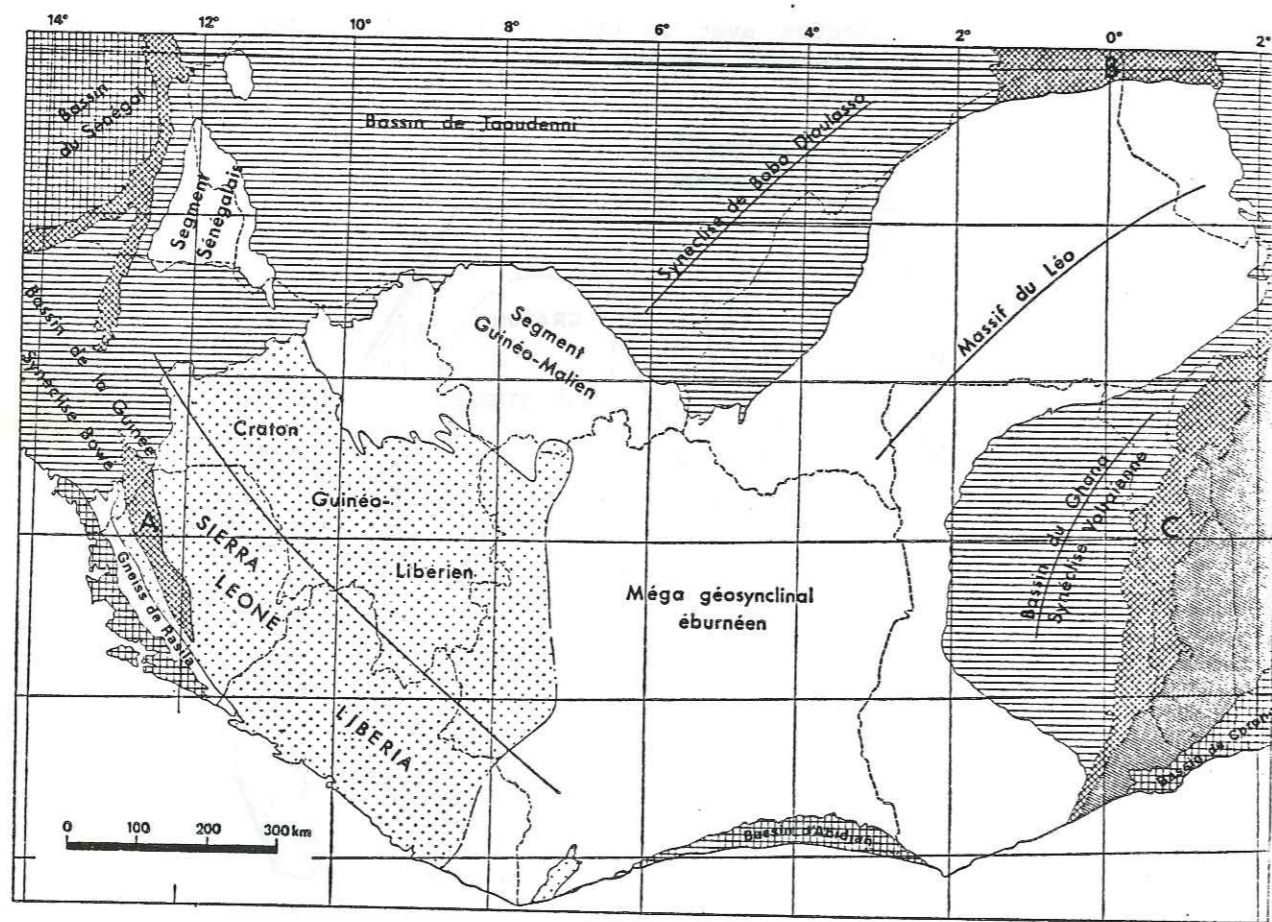 14°
12°
10°
8°
6°
4°
2°
0°
2°
Bassin
du Sénégal
Bassin de Taoudenni
B
Segment
Sénégalais
Synéclise de Bobo Dioulasso
Massif du Léo
Segment
Guinéo-Malien
Bassin de la Guinée
Synéclise Bowé
Craton
Guinéo-
Libérien
SIERRA
LEONE
LIBERIA
A
Gneiss de Kasila
Méga géosynclinal
éburnéen
Bassin du Ghana
Synéclise Voltaïenne
C
Bassin d'Abidjan
0 100 200 300 km